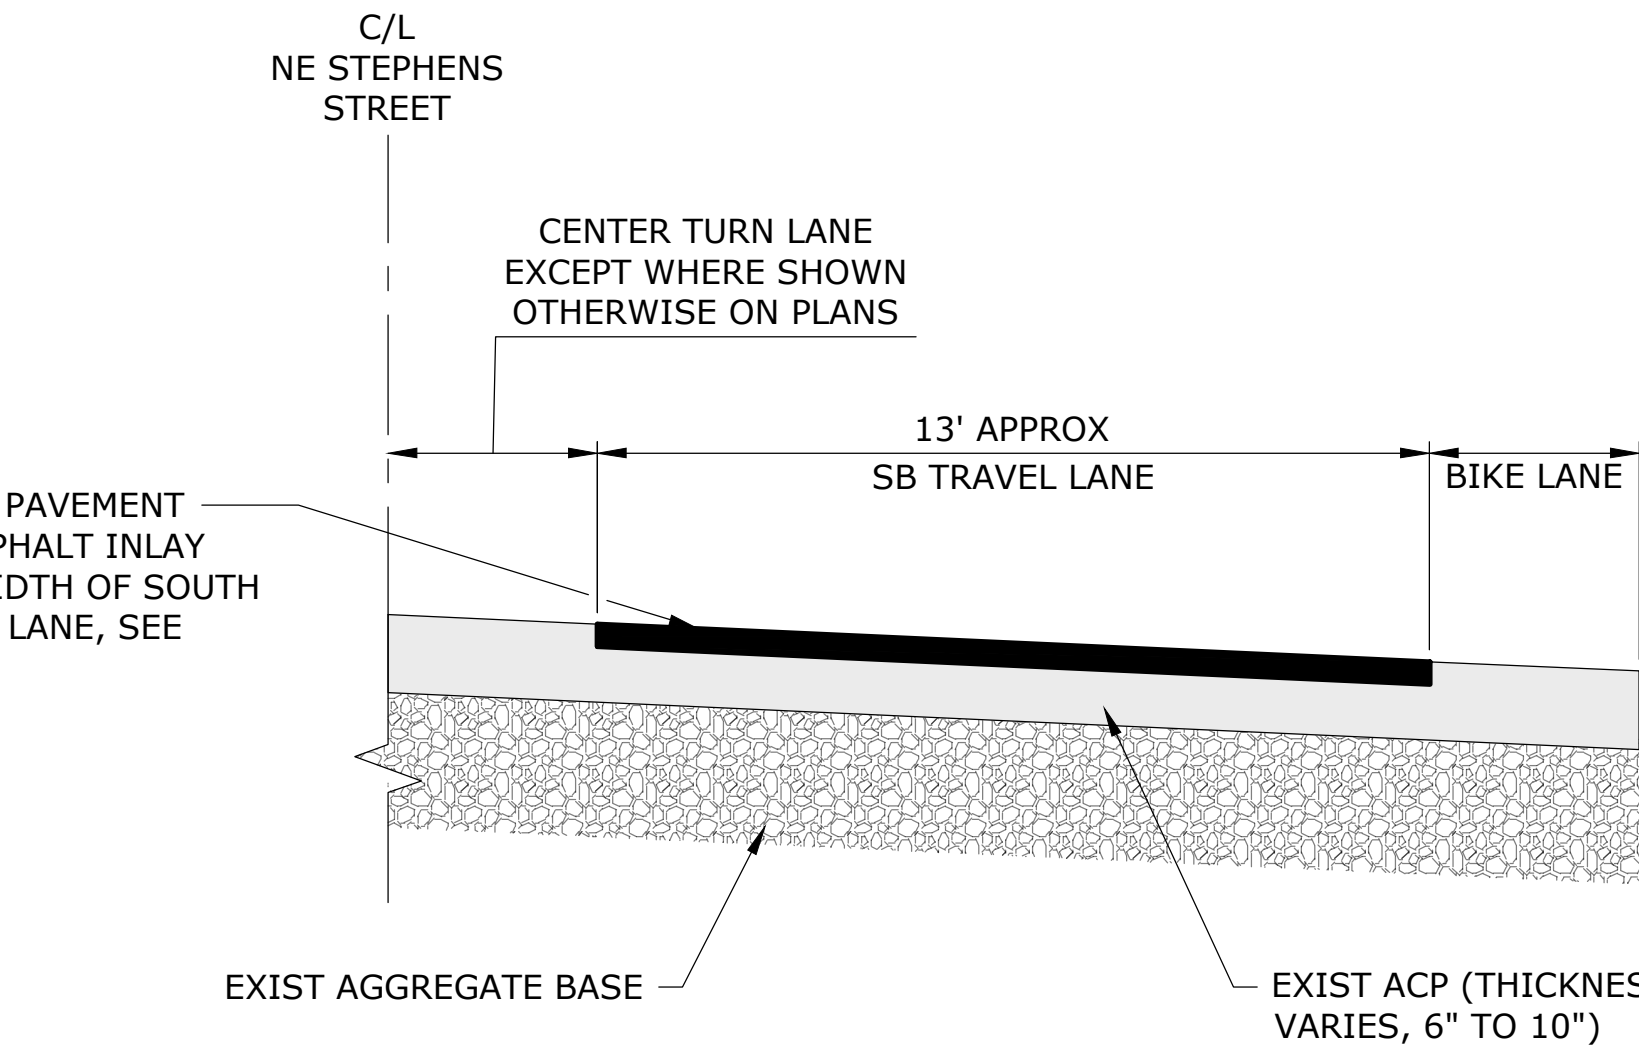 C/L
NE STEPHENS
STREET
CENTER TURN LANE
EXCEPT WHERE SHOWN
OTHERWISE ON PLANS
13' APPROX
SB TRAVEL LANE
BIKE LANE
PAVEMENT
PHALT INLAY
IDTH OF SOUTH
LANE, SEE
EXIST AGGREGATE BASE
EXIST ACP (THICKNES
VARIES, 6" TO 10")